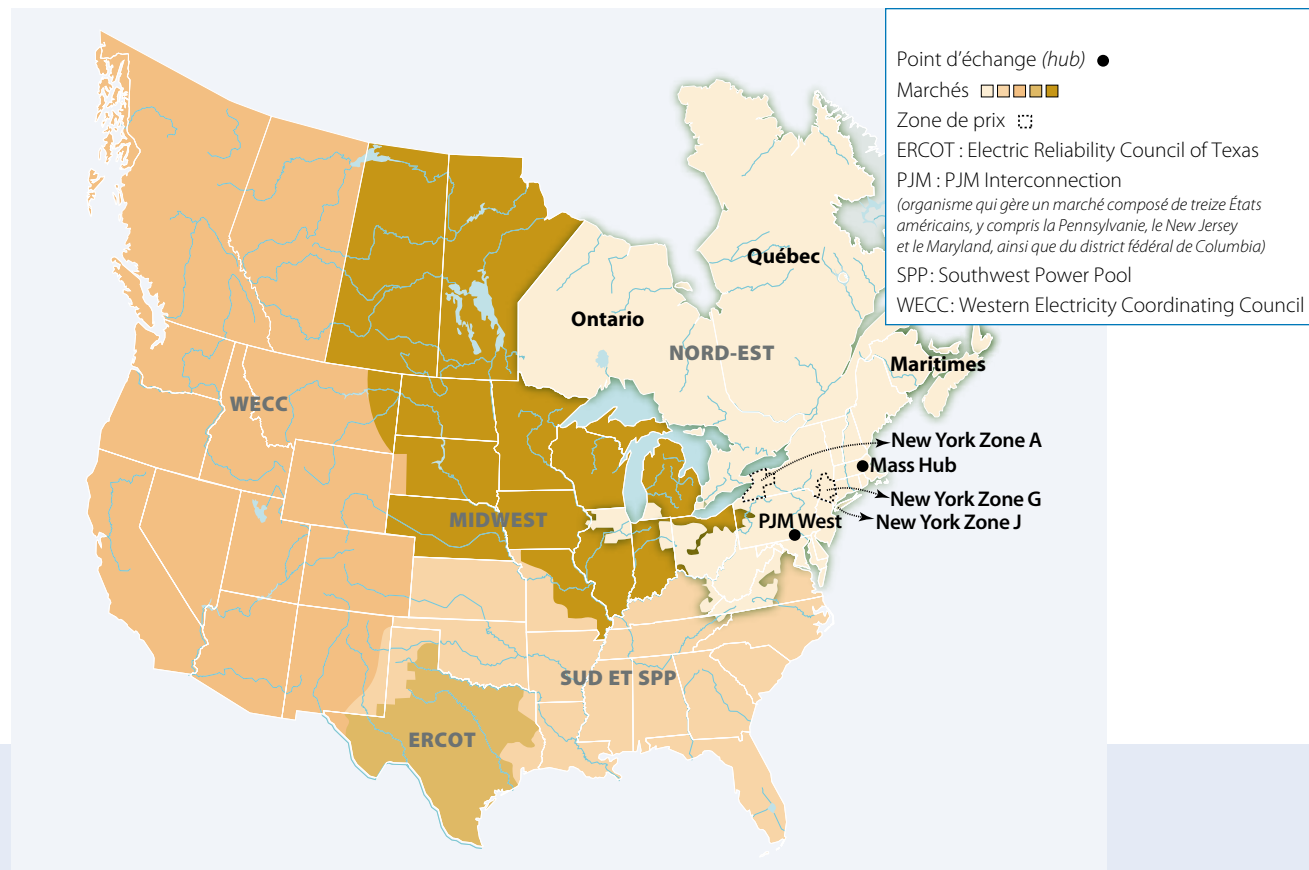 Point d'échange (hub)
Marchés
Zone de prix
ERCOT : Electric Reliability Council of Texas
PJM : PJM Interconnection
(organisme qui gère un marché composé de treize États
américains, y compris la Pennsylvanie, le New Jersey
et le Maryland, ainsi que du district fédéral de Columbia)
SPP : Southwest Power Pool
WECC : Western Electricity Coordinating Council
Québec
Ontario
NORD-EST
Maritimes
WECC
New York Zone A
Mass Hub
New York Zone G
MIDWEST
PJM West
New York Zone J
SUD ET SPP
ERCOT